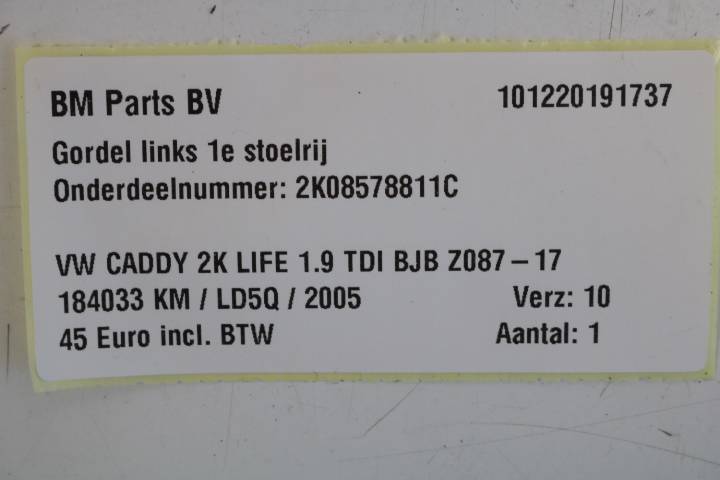 BM Parts BV 101220191737
Gordel links 1e stoelrij
Onderdeelnummer: 2K08578811C
VW CADDY 2K LIFE 1.9 TDI BJB Z087 – 17
184033 KM / LD5Q / 2005 Verz: 10
45 Euro incl. BTW Aantal: 1